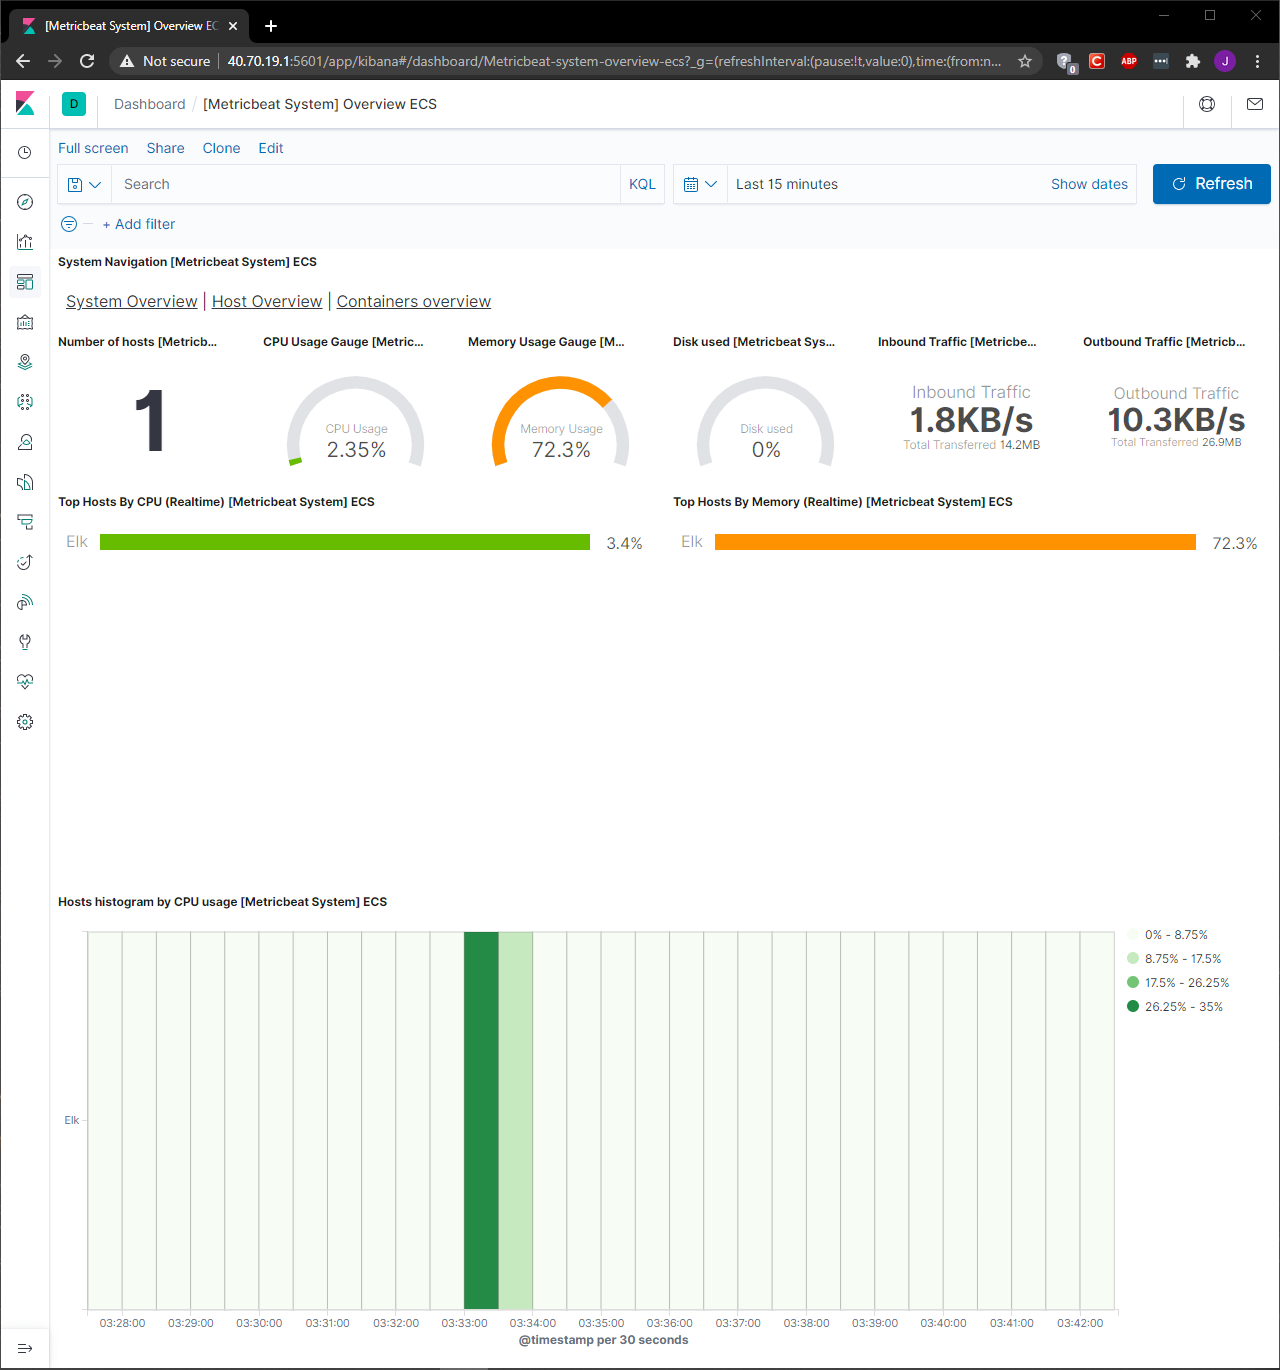 [Metricbeat System] Overview EC
Not secure
40.70.19.1:5601/app/kibana#/dashboard/Metricbeat-system-overview-ecs?_g=(refreshInterval:(pause:!t,value:0),time:(from:n...
0
C
ABP
J
D
Dashboard / [Metricbeat System] Overview ECS
Full screen Share Clone Edit
Search KQL Last 15 minutes Show dates Refresh
+ Add filter
System Navigation [Metricbeat System] ECS
System Overview | Host Overview | Containers overview
Number of hosts [Metricb... CPU Usage Gauge [Metric... Memory Usage Gauge [M... Disk used [Metricbeat Sys... Inbound Traffic [Metricbe... Outbound Traffic [Metricb...
1
CPU Usage
2.35%
Memory Usage
72.3%
Disk used
0%
Inbound Traffic
1.8KB/s
Total Transferred 14.2MB
Outbound Traffic
10.3KB/s
Total Transferred 26.9MB
Top Hosts By CPU (Realtime) [Metricbeat System] ECS
Elk 3.4%
Top Hosts By Memory (Realtime) [Metricbeat System] ECS
Elk 72.3%
Hosts histogram by CPU usage [Metricbeat System] ECS
0% - 8.75%
8.75% - 17.5%
17.5% - 26.25%
26.25% - 35%
Elk
03:28:00 03:29:00 03:30:00 03:31:00 03:32:00 03:33:00 03:34:00 03:35:00 03:36:00 03:37:00 03:38:00 03:39:00 03:40:00 03:41:00 03:42:00
@timestamp per 30 seconds